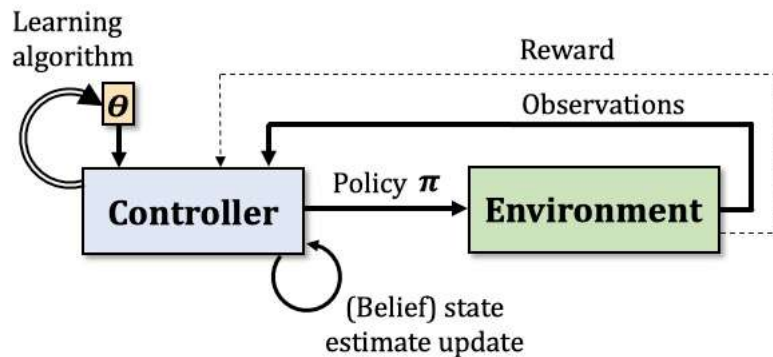 Learning
algorithm
θ
Reward
Observations
Controller
Policy π
Environment
(Belief) state
estimate update